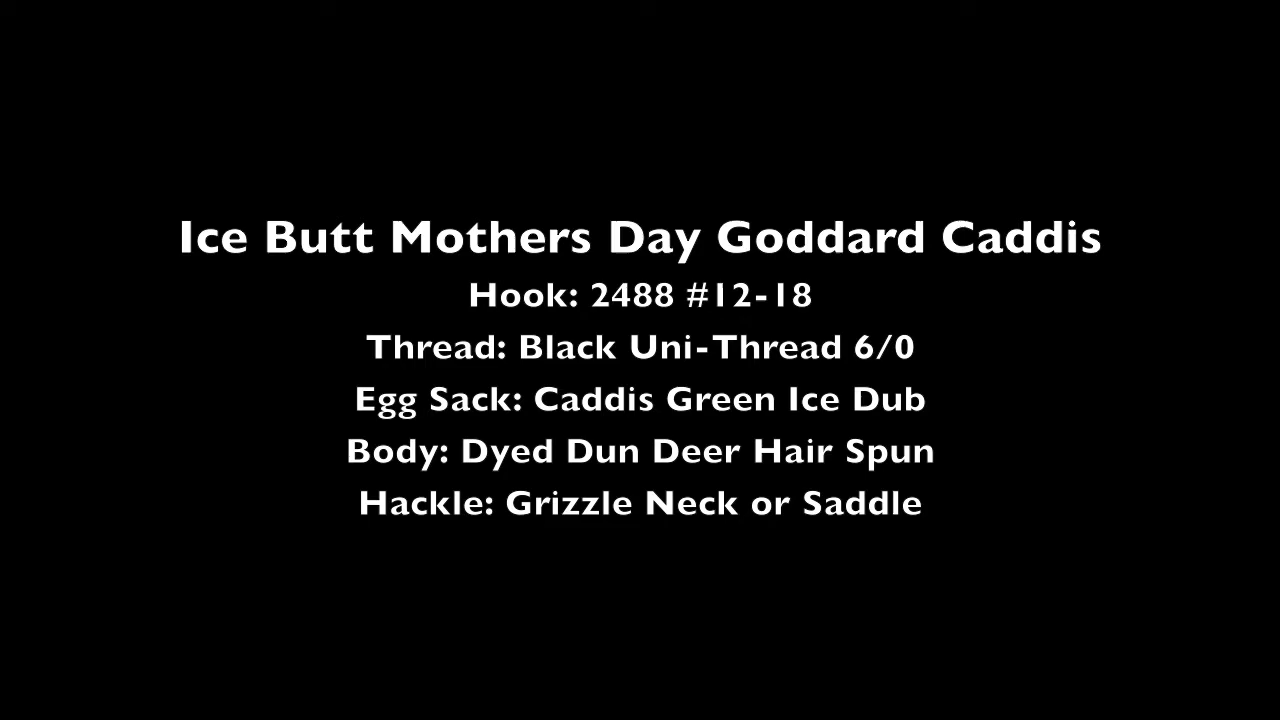 Ice Butt Mothers Day Goddard Caddis
Hook: 2488 #12-18
Thread: Black Uni-Thread 6/0
Egg Sack: Caddis Green Ice Dub
Body: Dyed Dun Deer Hair Spun
Hackle: Grizzle Neck or Saddle